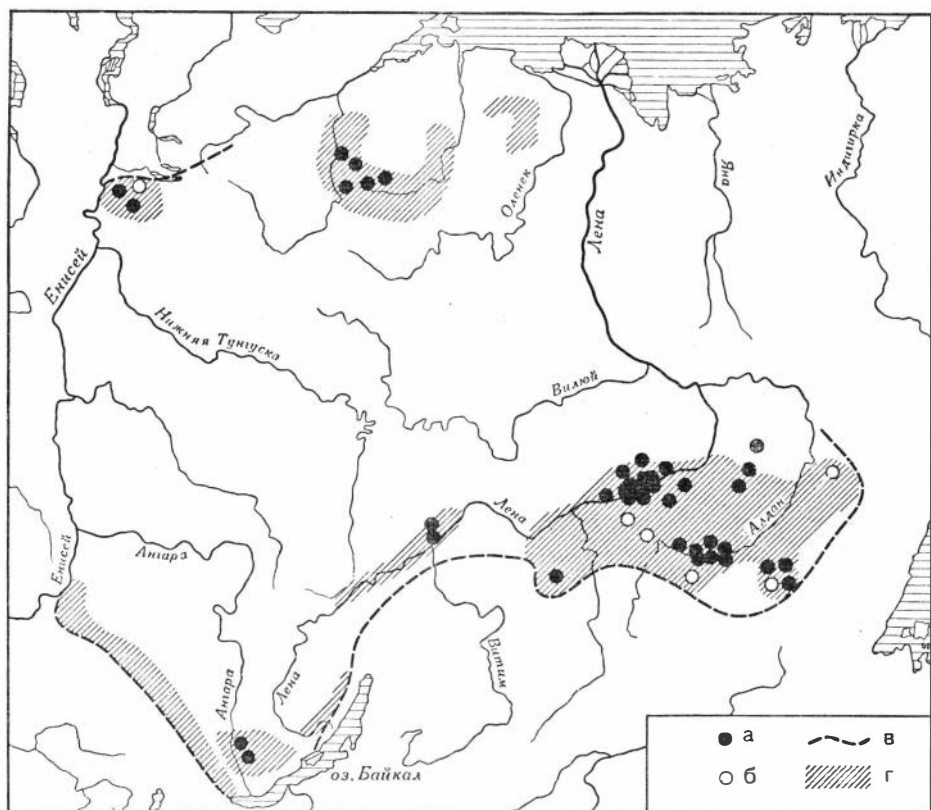 Индигирка
Яна
Оленек
Лена
Енисей
Нижняя Тунгуска
Вилюй
Лена
Алдан
Ангара
Енисей
Витим
Лена
Ангара
оз. Байкал
а
в
б
г